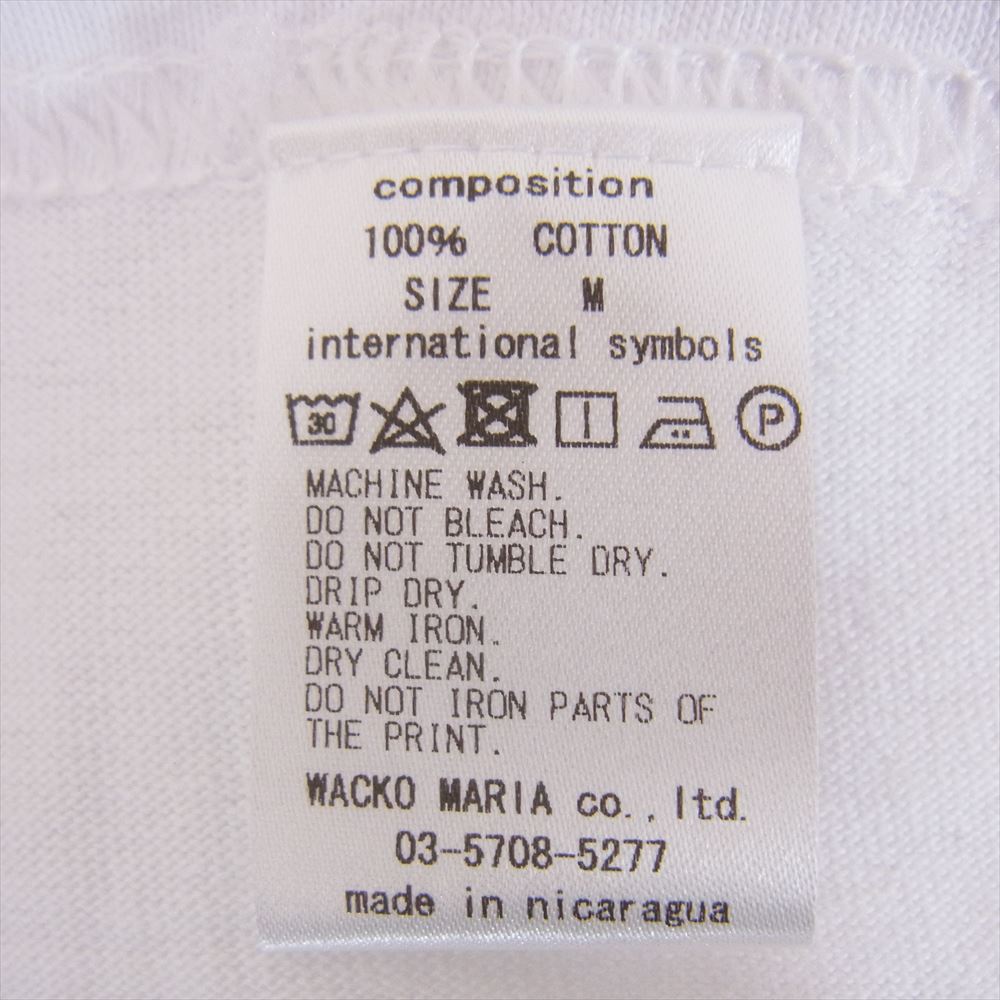 composition
100% COTTON
SIZE M
international symbols
30 P
MACHINE WASH.
DO NOT BLEACH.
DO NOT TUMBLE DRY.
DRIP DRY.
WARM IRON.
DRY CLEAN.
DO NOT IRON PARTS OF
THE PRINT.
WACKO MARIA co., ltd.
03-5708-5277
made in nicaragua